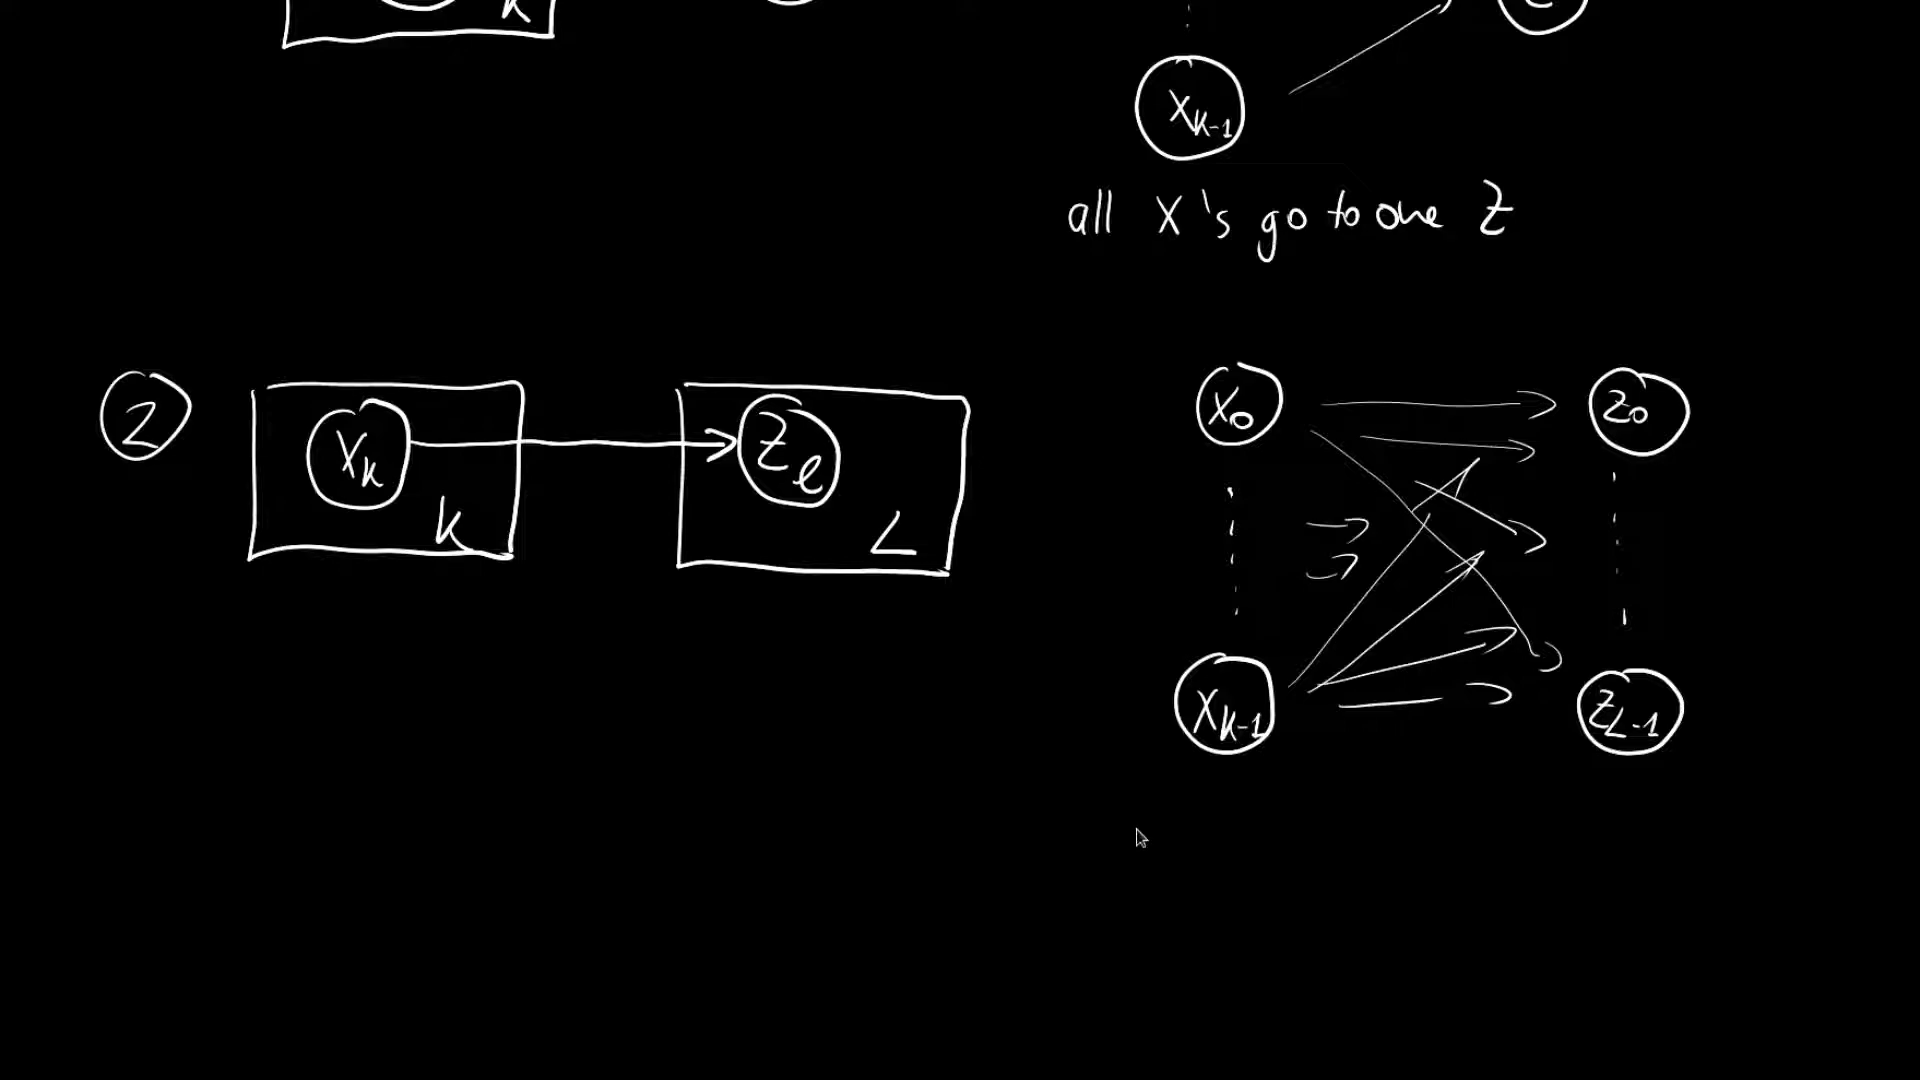 K
X_{K-1}
all X's go to one Z
2
X_k
K
Z_l
L
X_0
Z_0
X_{K-1}
Z_{L-1}